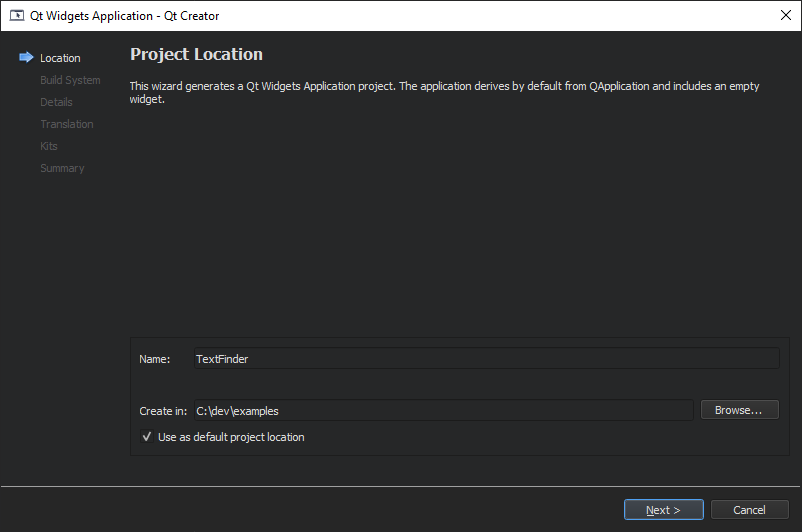 Qt Widgets Application - Qt Creator
Location
Build System
Details
Translation
Kits
Summary
Project Location
This wizard generates a Qt Widgets Application project. The application derives by default from QApplication and includes an empty
widget.
Name: TextFinder
Create in: C:\dev\examples Browse...
Use as default project location
Next > Cancel